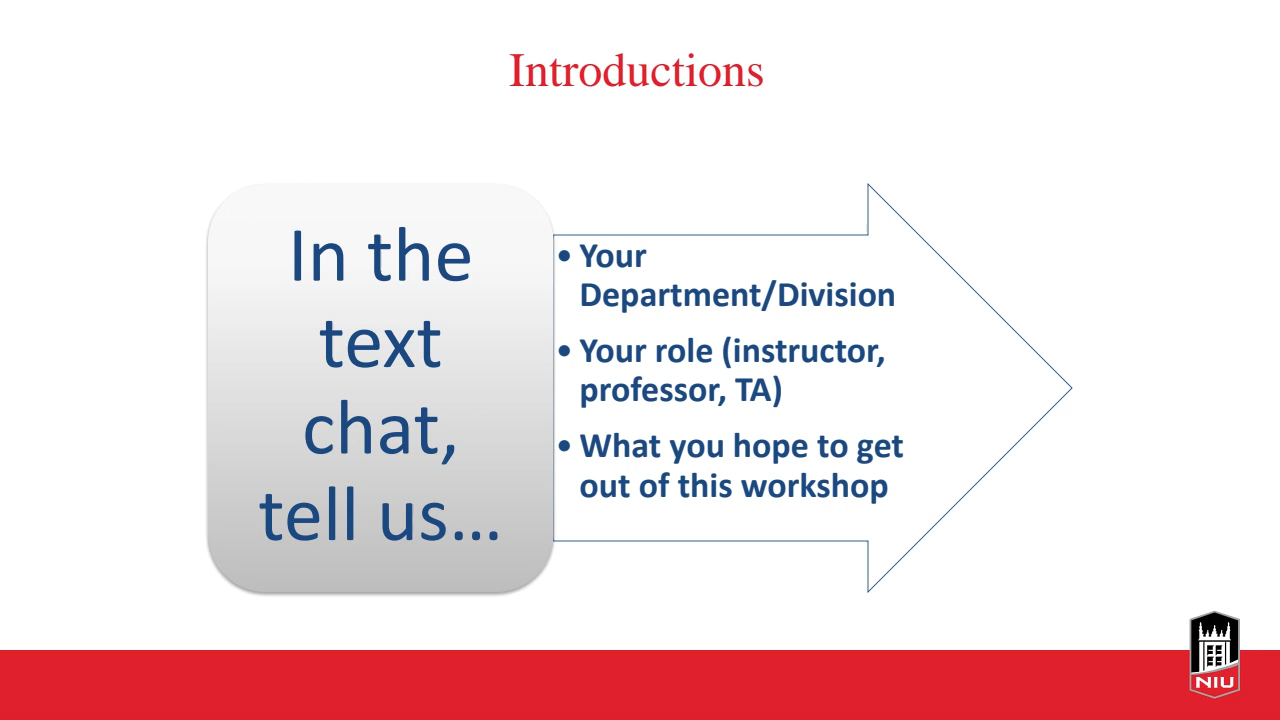 Introductions
In the
text
chat,
tell us…
• Your
Department/Division
• Your role (instructor,
professor, TA)
• What you hope to get
out of this workshop
NIU